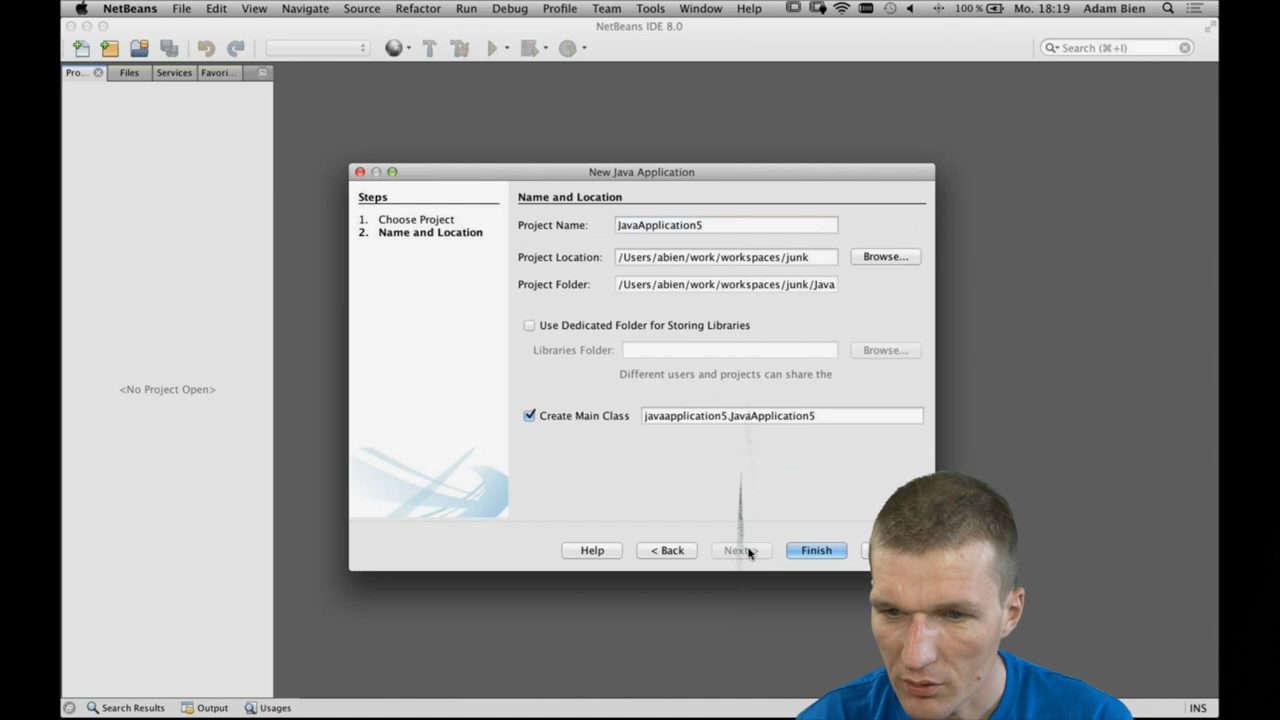 NetBeans File Edit View Navigate Source Refactor Run Debug Profile Team Tools Window Help 100 % Mo. 18:19 Adam Bien
NetBeans IDE 8.0
Search (⌘+I)
Pro... Files Services Favori...
New Java Application
Steps
1. Choose Project
2. Name and Location
Name and Location
Project Name: JavaApplication5
Project Location: /Users/abien/work/workspaces/junk Browse...
Project Folder: /Users/abien/work/workspaces/junk/Java
Use Dedicated Folder for Storing Libraries
Libraries Folder: Browse...
Different users and projects can share the
<No Project Open>
Create Main Class javaapplication5.JavaApplication5
Help < Back Next > Finish
Search Results Output Usages INS